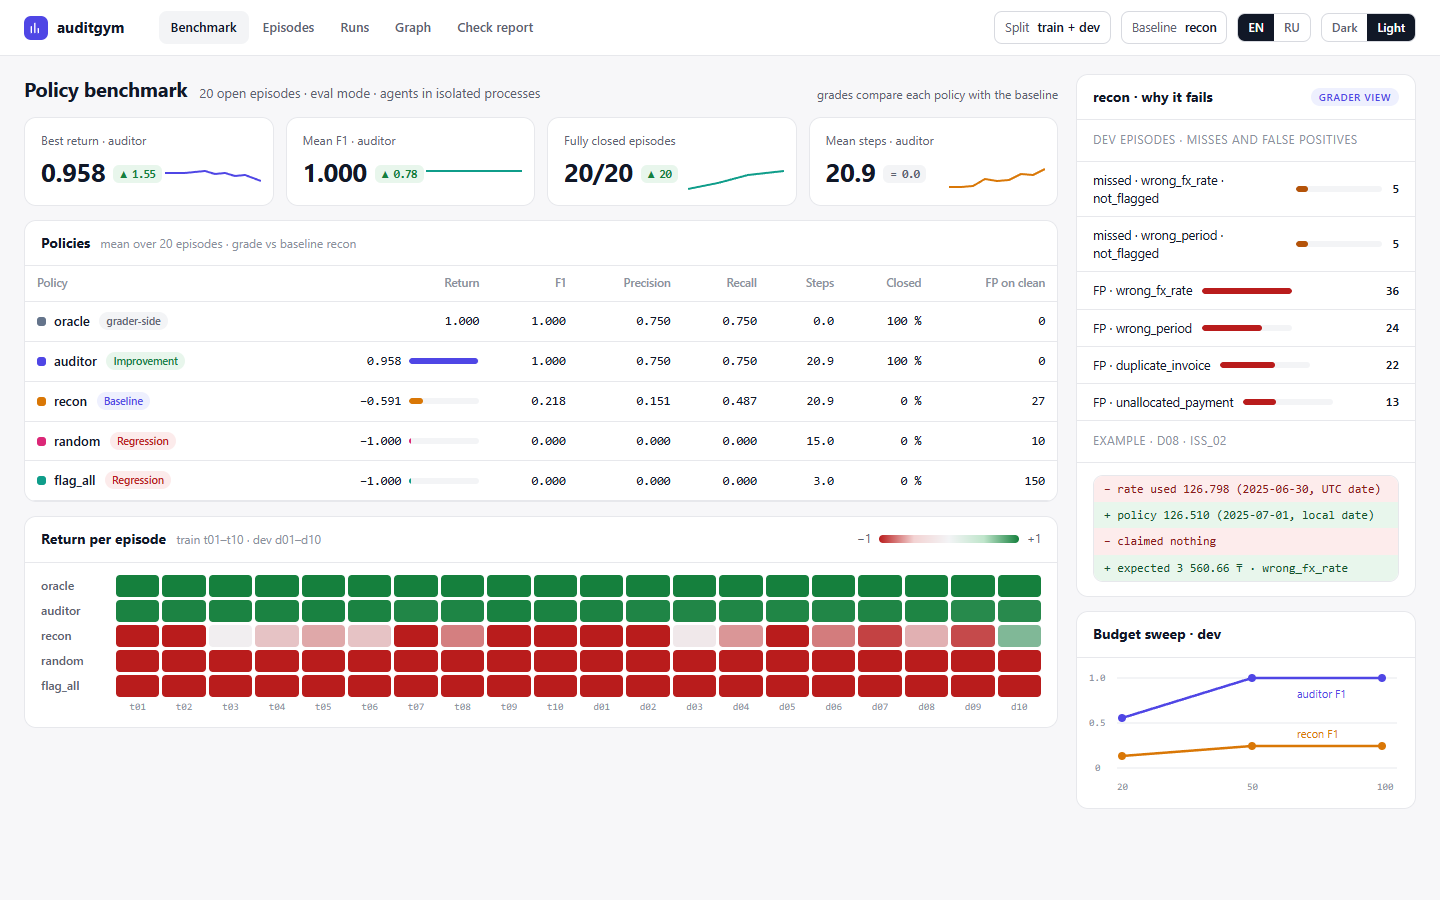 auditgym
Benchmark Episodes Runs Graph Check report
Split train + dev Baseline recon EN RU Dark Light
Policy benchmark 20 open episodes · eval mode · agents in isolated processes
grades compare each policy with the baseline
Best return · auditor
0.958 ▲ 1.55
Mean F1 · auditor
1.000 ▲ 0.78
Fully closed episodes
20/20 ▲ 20
Mean steps · auditor
20.9 = 0.0
Policies mean over 20 episodes · grade vs baseline recon
Policy Return F1 Precision Recall Steps Closed FP on clean
oracle grader-side 1.000 1.000 0.750 0.750 0.0 100 % 0
auditor Improvement 0.958 1.000 0.750 0.750 20.9 100 % 0
recon Baseline −0.591 0.218 0.151 0.487 20.9 0 % 27
random Regression −1.000 0.000 0.000 0.000 15.0 0 % 10
flag_all Regression −1.000 0.000 0.000 0.000 3.0 0 % 150
Return per episode train t01–t10 · dev d01–d10
−1 +1
oracle
auditor
recon
random
flag_all
t01 t02 t03 t04 t05 t06 t07 t08 t09 t10 d01 d02 d03 d04 d05 d06 d07 d08 d09 d10
recon · why it fails GRADER VIEW
DEV EPISODES · MISSES AND FALSE POSITIVES
missed · wrong_fx_rate ·
not_flagged 5
missed · wrong_period ·
not_flagged 5
FP · wrong_fx_rate 36
FP · wrong_period 24
FP · duplicate_invoice 22
FP · unallocated_payment 13
EXAMPLE · D08 · ISS_02
− rate used 126.798 (2025-06-30, UTC date)
+ policy 126.510 (2025-07-01, local date)
− claimed nothing
+ expected 3 560.66 ₸ · wrong_fx_rate
Budget sweep · dev
1.0
auditor F1
0.5
recon F1
0
20 50 100